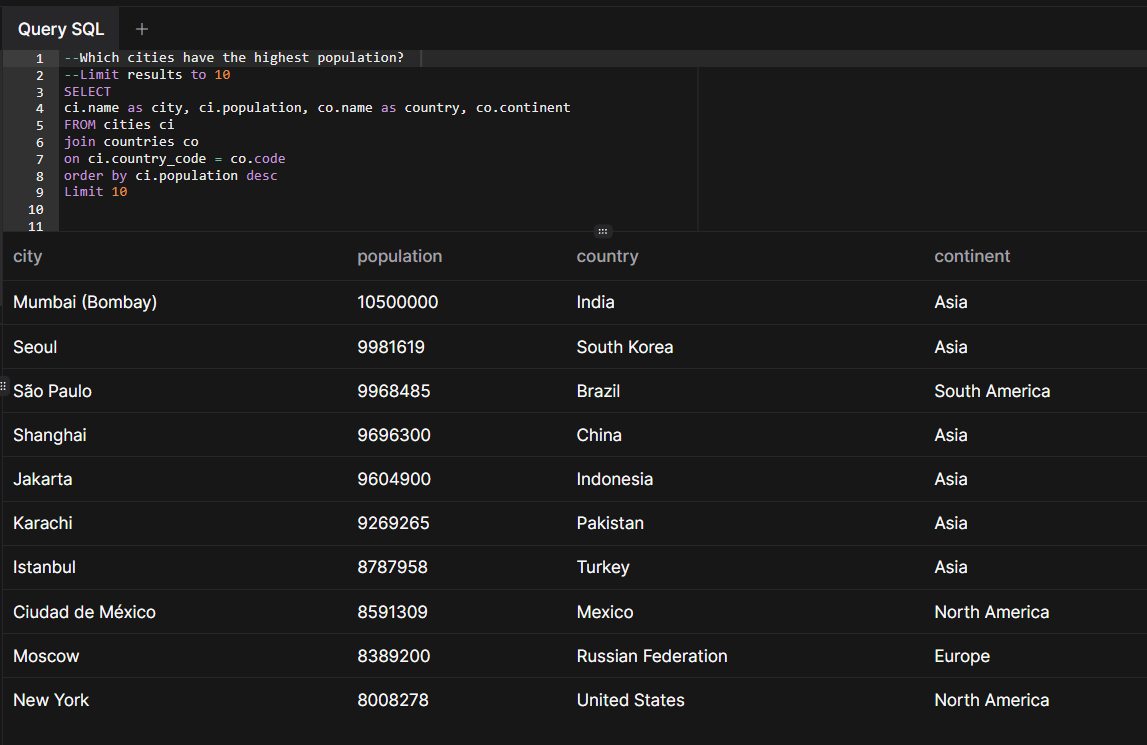 Query SQL +
1 --Which cities have the highest population?
2 --Limit results to 10
3 SELECT
4 ci.name as city, ci.population, co.name as country, co.continent
5 FROM cities ci
6 join countries co
7 on ci.country_code = co.code
8 order by ci.population desc
9 Limit 10
10
11
city population country continent
Mumbai (Bombay) 10500000 India Asia
Seoul 9981619 South Korea Asia
São Paulo 9968485 Brazil South America
Shanghai 9696300 China Asia
Jakarta 9604900 Indonesia Asia
Karachi 9269265 Pakistan Asia
Istanbul 8787958 Turkey Asia
Ciudad de México 8591309 Mexico North America
Moscow 8389200 Russian Federation Europe
New York 8008278 United States North America